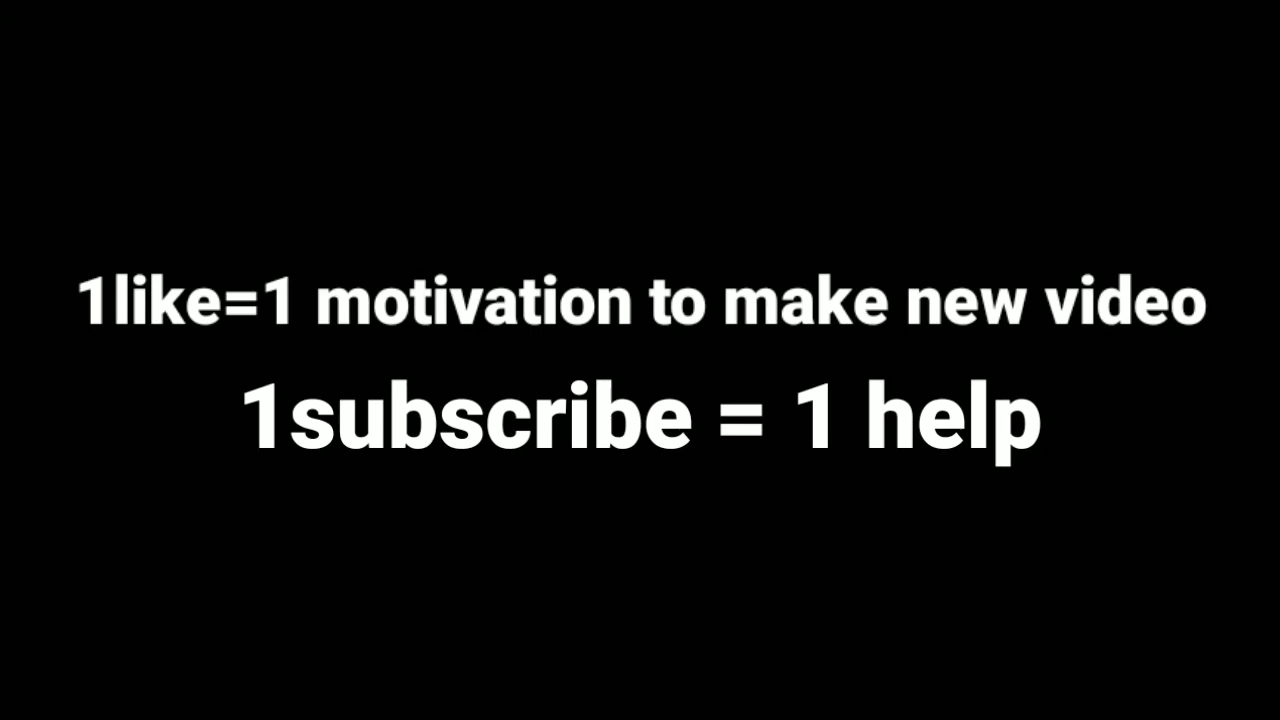 1like=1 motivation to make new video
1subscribe = 1 help